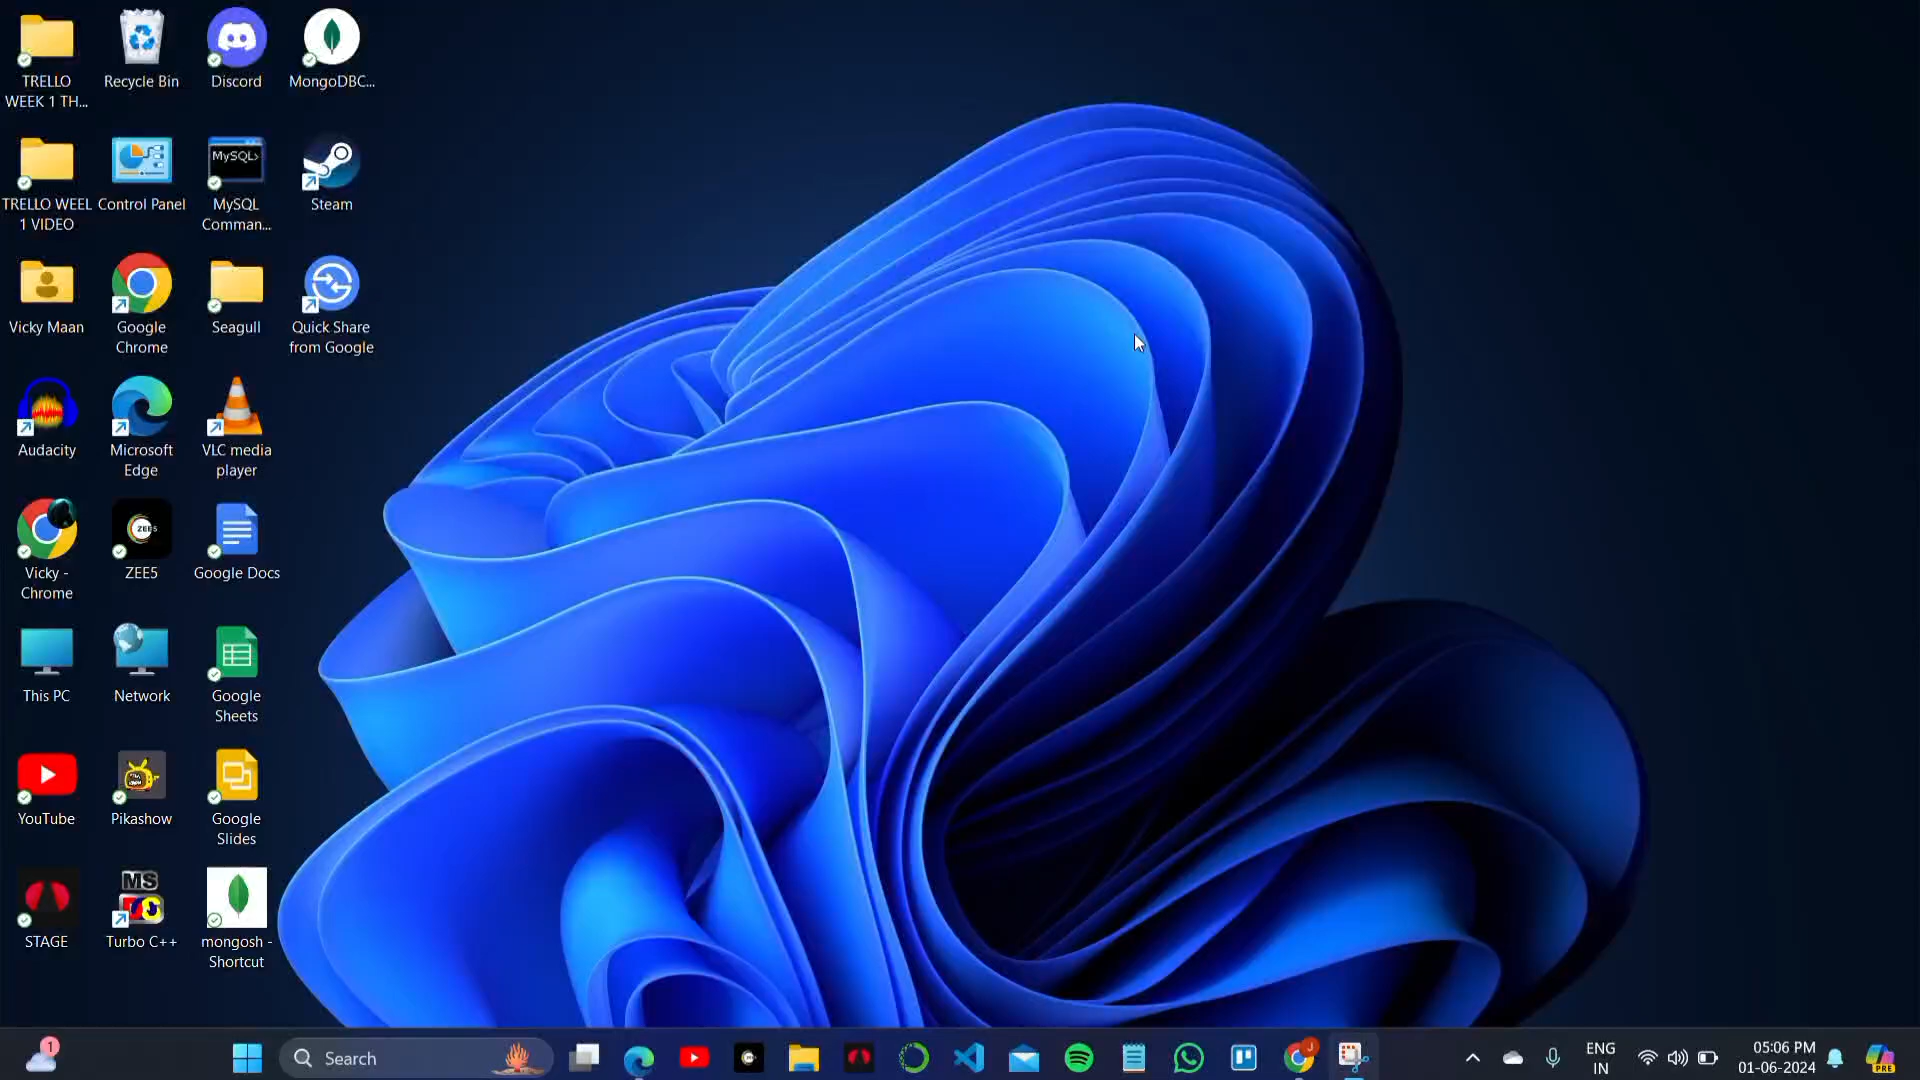 TRELLO
WEEK 1 TH...
Recycle Bin
Discord
MongoDBC...
TRELLO WEEL
1 VIDEO
Control Panel
MySQL>
MySQL
Comman...
Steam
Vicky Maan
Google
Chrome
Seagull
Quick Share
from Google
Audacity
Microsoft
Edge
VLC media
player
Vicky -
Chrome
ZEE5
ZEE5
Google Docs
This PC
Network
Google
Sheets
YouTube
Pikashow
Google
Slides
STAGE
MS
Turbo C++
mongosh -
Shortcut
1
Search
J
ENG
IN
05:06 PM
01-06-2024
PRE